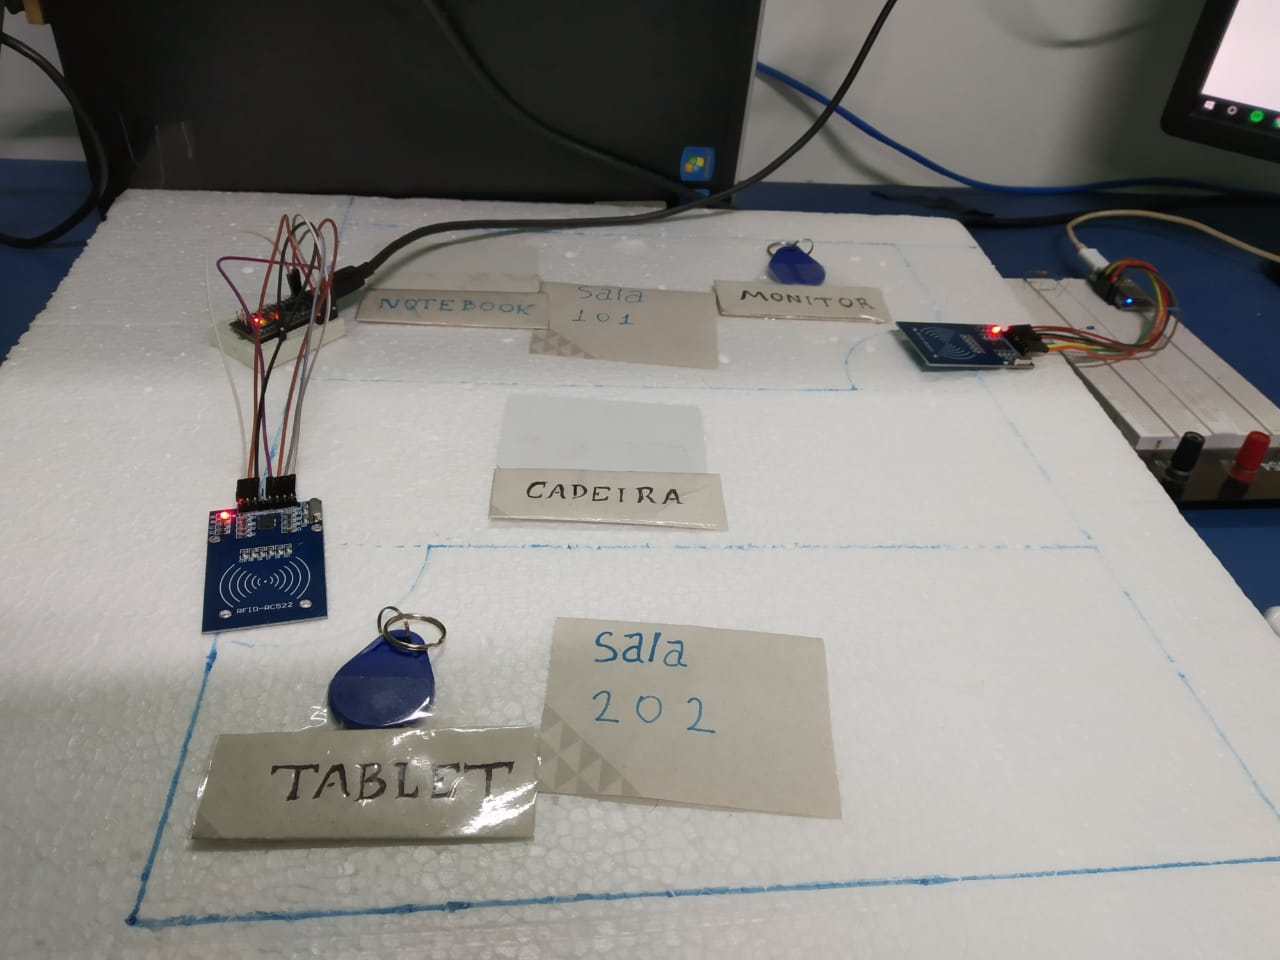 NOTEBOOK
Sala
101
MONITOR
CADEIRA
RFID-RC522
Sala
202
TABLET